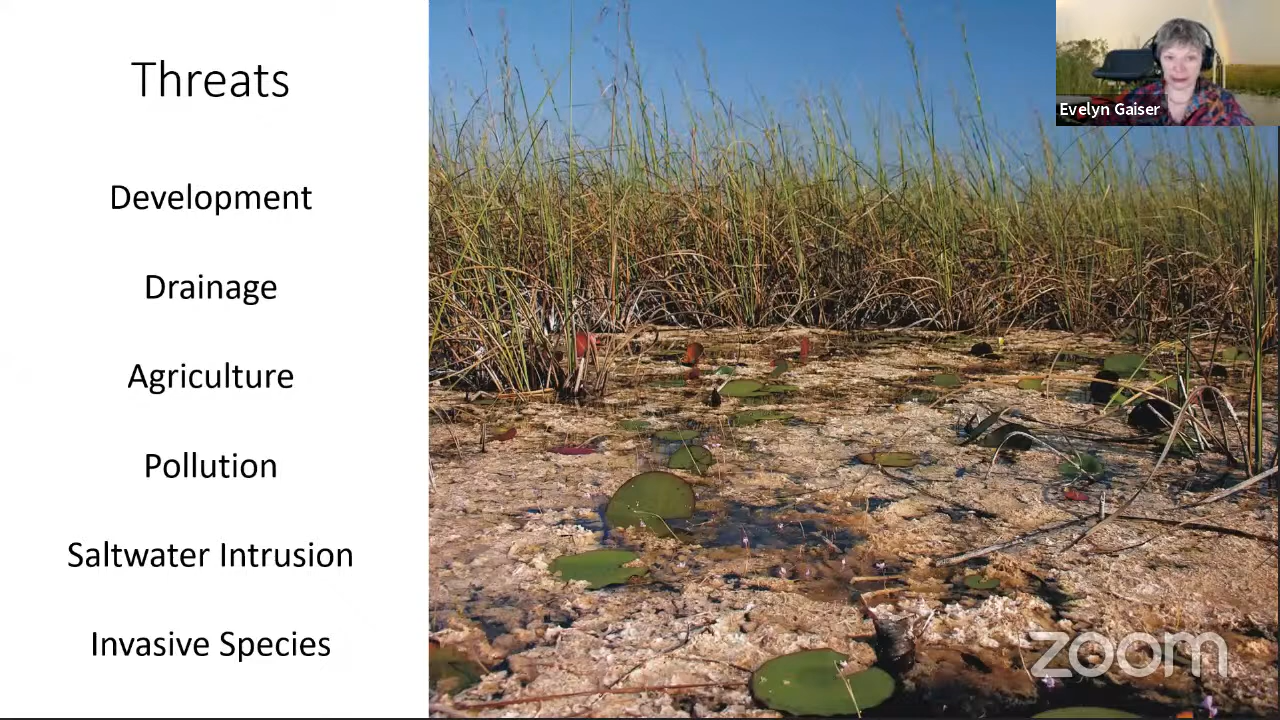 Threats
Development
Drainage
Agriculture
Pollution
Saltwater Intrusion
Invasive Species
Evelyn Gaiser
zoom